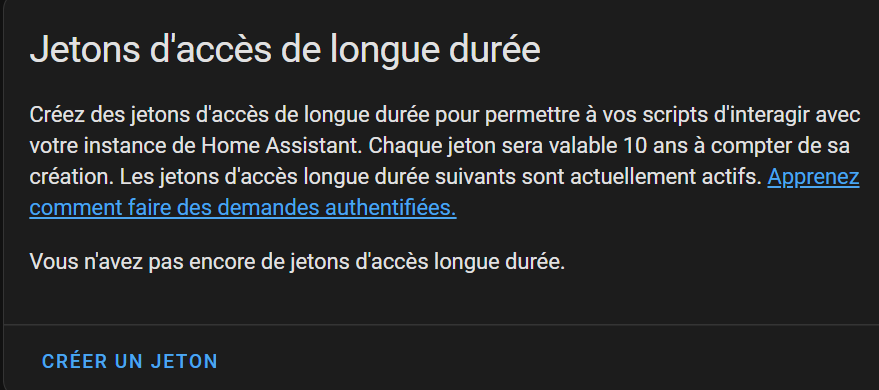 Jetons d'accès de longue durée
Créez des jetons d'accès de longue durée pour permettre à vos scripts d'interagir avec
votre instance de Home Assistant. Chaque jeton sera valable 10 ans à compter de sa
création. Les jetons d'accès longue durée suivants sont actuellement actifs. Apprenez
comment faire des demandes authentifiées.
Vous n'avez pas encore de jetons d'accès longue durée.
CRÉER UN JETON